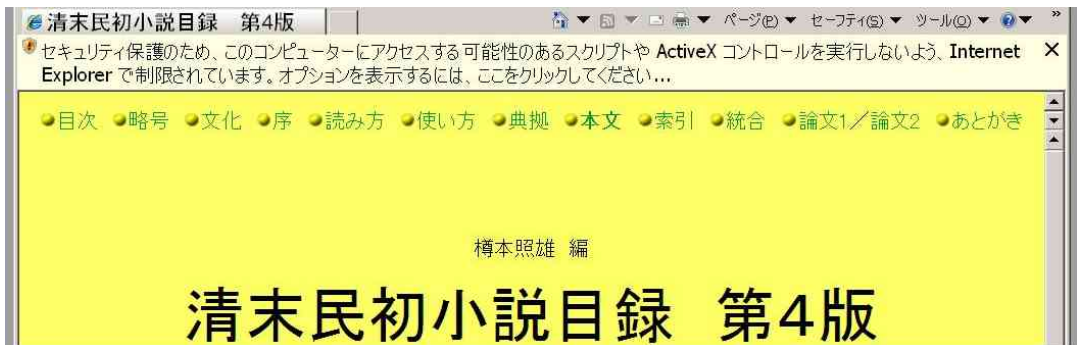 清末民初小説目録 第4版
ページ(P) セーフティ(S) ツール(O) »
セキュリティ保護のため、このコンピューターにアクセスする可能性のあるスクリプトや ActiveX コントロールを実行しないよう、Internet
Explorer で制限されています。オプションを表示するには、ここをクリックしてください...
目次 略号 文化 序 読み方 使い方 典拠 本文 索引 統合 論文1／論文2 あとがき
樽本照雄 編
清末民初小説目録 第4版